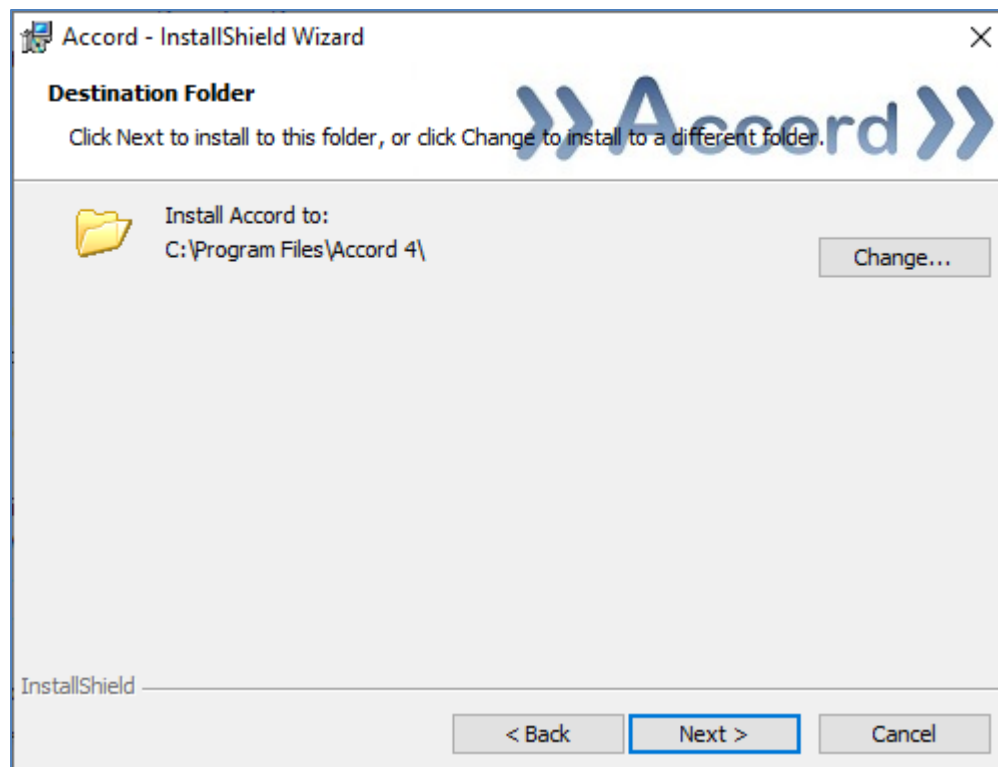 Accord - InstallShield Wizard
Destination Folder
Click Next to install to this folder, or click Change to install to a different folder.
»Accord»
Install Accord to:
C:\Program Files\Accord 4\
Change...
InstallShield
< Back
Next >
Cancel